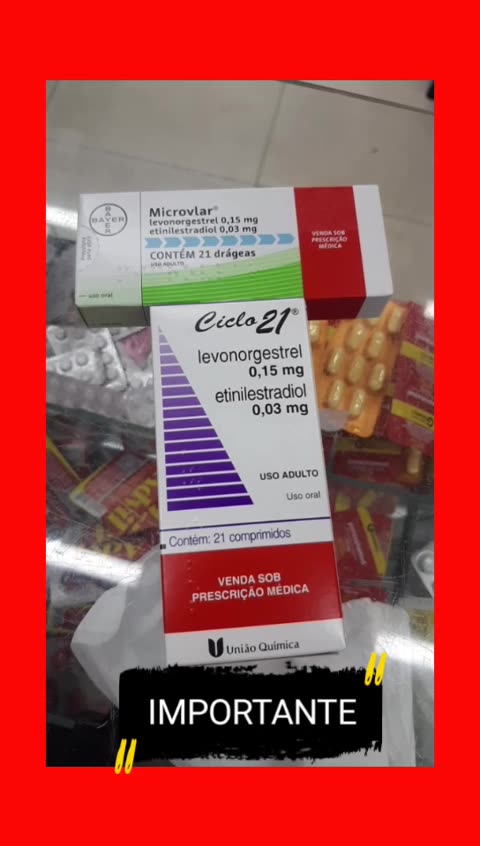 BAYER
BAYER
Microvlar®
levonorgestrel 0,15 mg
etinilestradiol 0,03 mg
CONTÉM 21 drágeas
USO ADULTO
uso oral
VENDA SOB
PRESCRIÇÃO
MÉDICA
Ciclo 21®
levonorgestrel
0,15 mg
etinilestradiol
0,03 mg
USO ADULTO
Uso oral
Contém: 21 comprimidos
VENDA SOB
PRESCRIÇÃO MÉDICA
União Química
"
IMPORTANTE
"